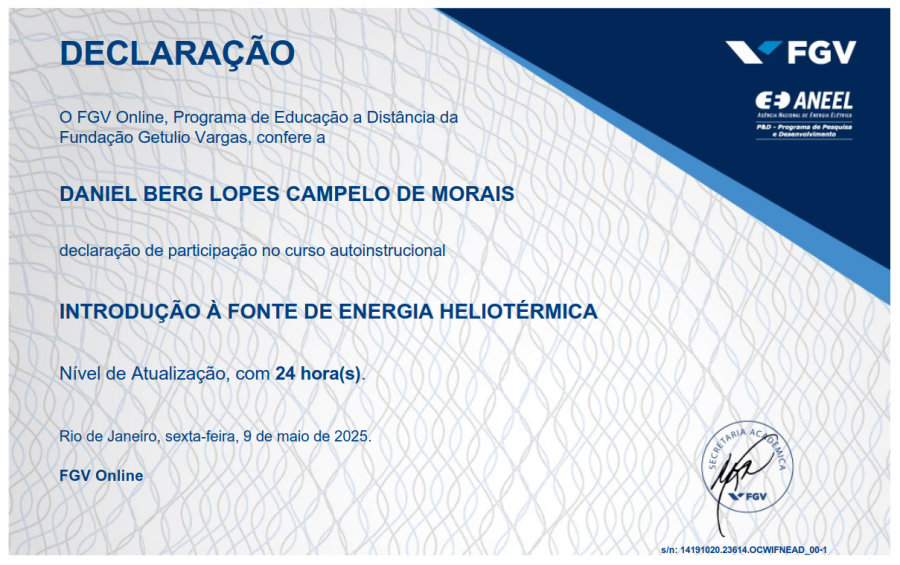 DECLARAÇÃO
FGV
ANEEL
AGÊNCIA NACIONAL DE ENERGIA ELÉTRICA
P&D - Programa de Pesquisa
e Desenvolvimento
O FGV Online, Programa de Educação a Distância da
Fundação Getulio Vargas, confere a
DANIEL BERG LOPES CAMPELO DE MORAIS
declaração de participação no curso autoinstrucional
INTRODUÇÃO À FONTE DE ENERGIA HELIOTÉRMICA
Nível de Atualização, com 24 hora(s).
Rio de Janeiro, sexta-feira, 9 de maio de 2025.
FGV Online
SECRETARIA ACADÊMICA
FGV
s/n: 14191020.23614.OCWIFNEAD_00-1